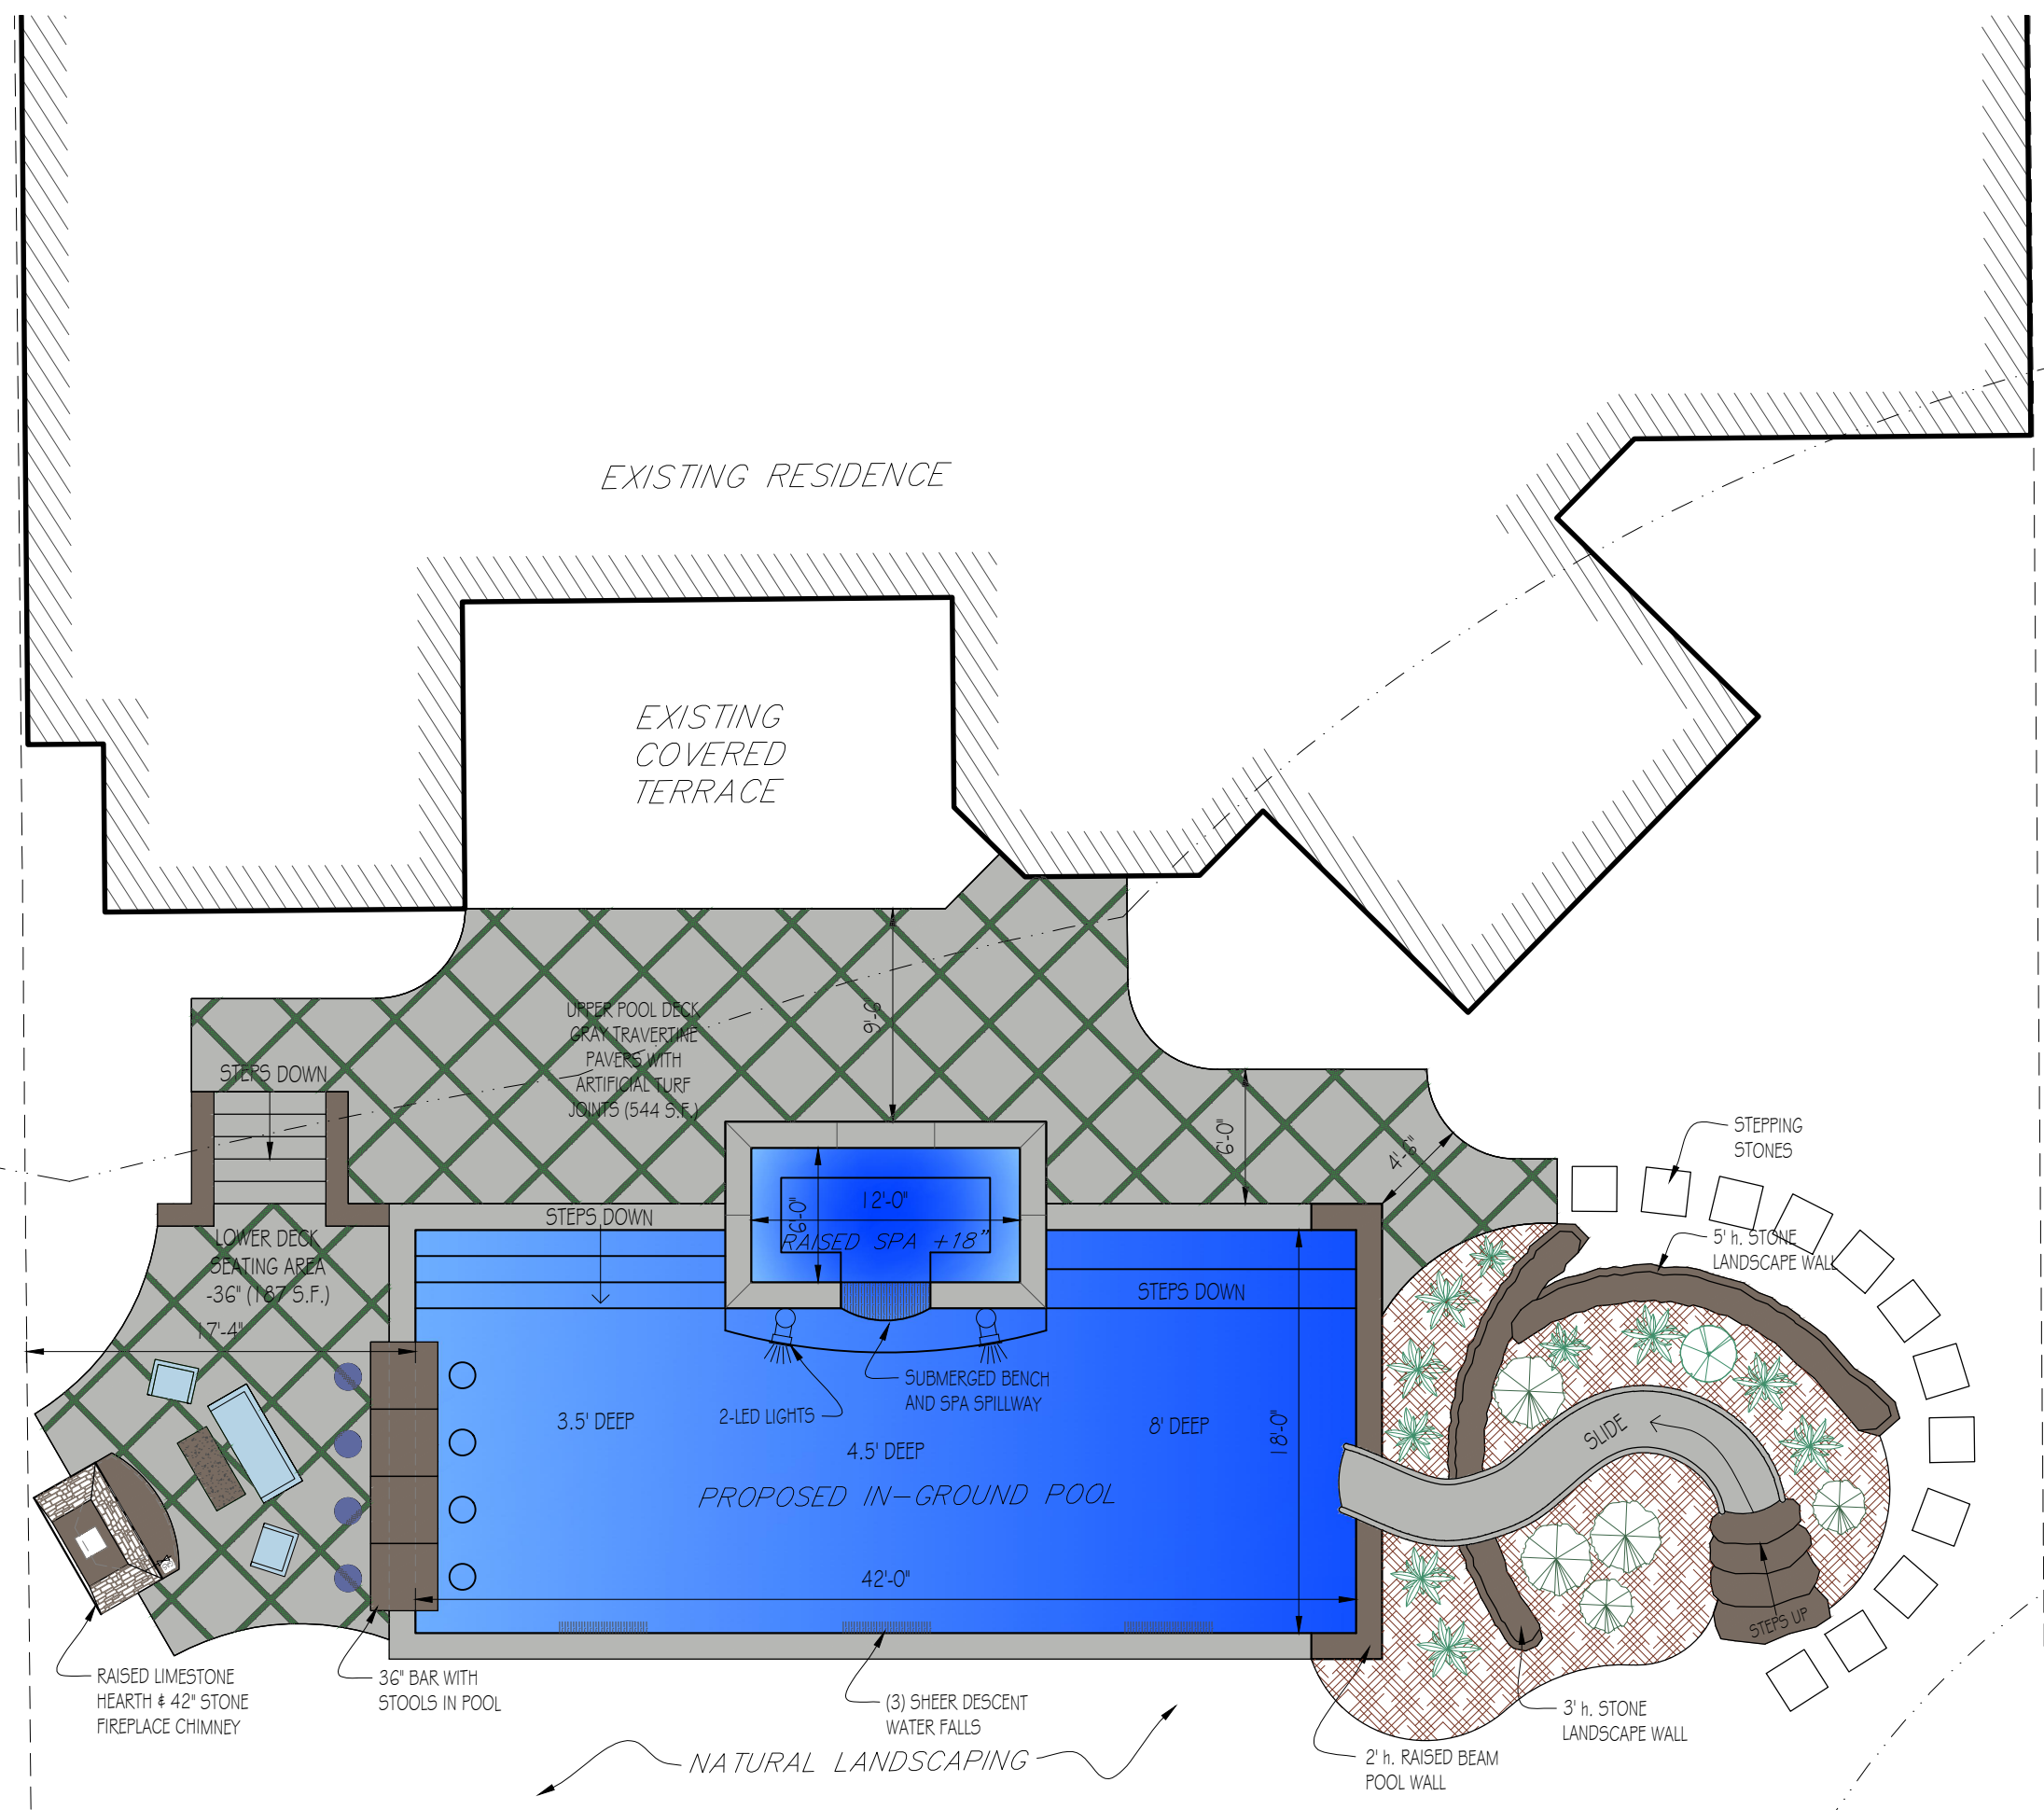 EXISTING RESIDENCE
EXISTING
COVERED
TERRACE
UPPER POOL DECK
GRAY TRAVERTINE
PAVERS WITH
ARTIFICIAL TURF
JOINTS (544 S.F.)
9'-6"
STEPS DOWN
6'-0"
4'-6"
STEPPING
STONES
LOWER DECK
SEATING AREA
-36" (187 S.F.)
17'-4"
STEPS DOWN
12'-0"
6'-0"
RAISED SPA +18"
STEPS DOWN
5' h. STONE
LANDSCAPE WALL
SUBMERGED BENCH
AND SPA SPILLWAY
2-LED LIGHTS
3.5' DEEP
4.5' DEEP
8' DEEP
18'-0"
SLIDE
PROPOSED IN-GROUND POOL
42'-0"
STEPS UP
RAISED LIMESTONE
HEARTH & 42" STONE
FIREPLACE CHIMNEY
36" BAR WITH
STOOLS IN POOL
(3) SHEER DESCENT
WATER FALLS
3' h. STONE
LANDSCAPE WALL
2' h. RAISED BEAM
POOL WALL
NATURAL LANDSCAPING